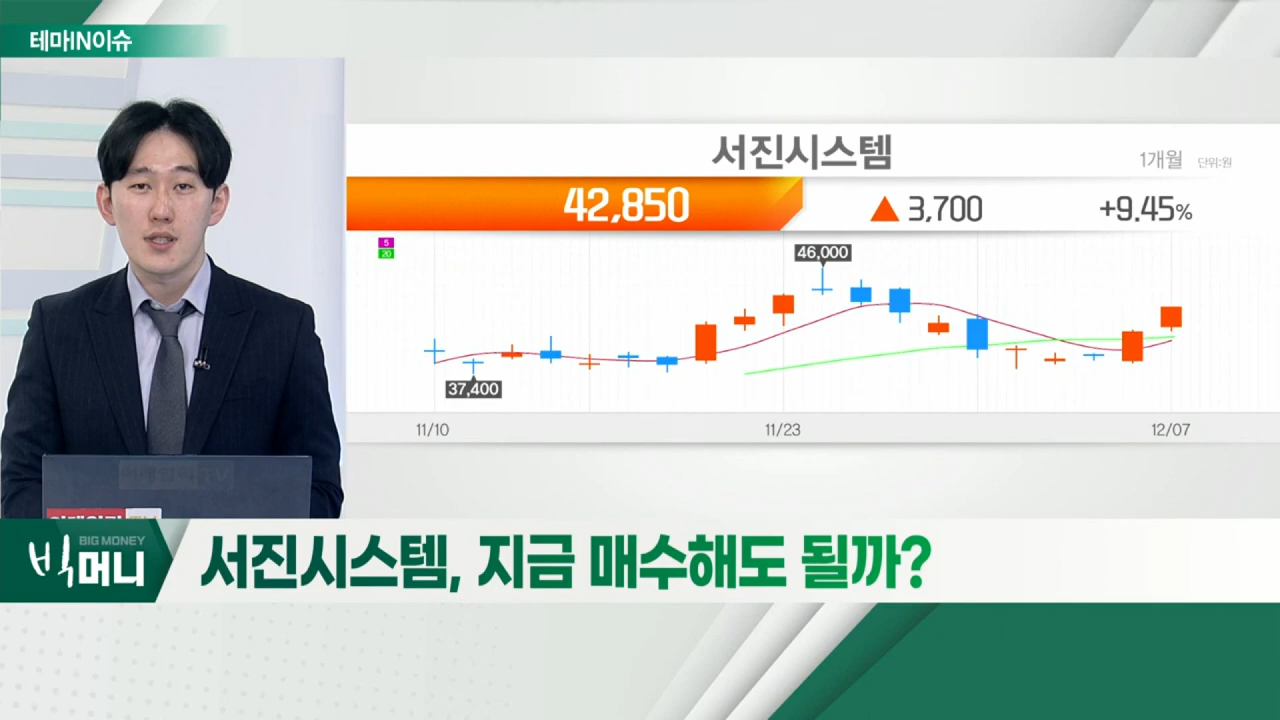 테마IN이슈
서진시스템
1개월 단위:원
42,850 ▲ 3,700 +9.45%
5
20
46,000
37,400
11/10 11/23 12/07
BIG MONEY
빅머니
서진시스템, 지금 매수해도 될까?